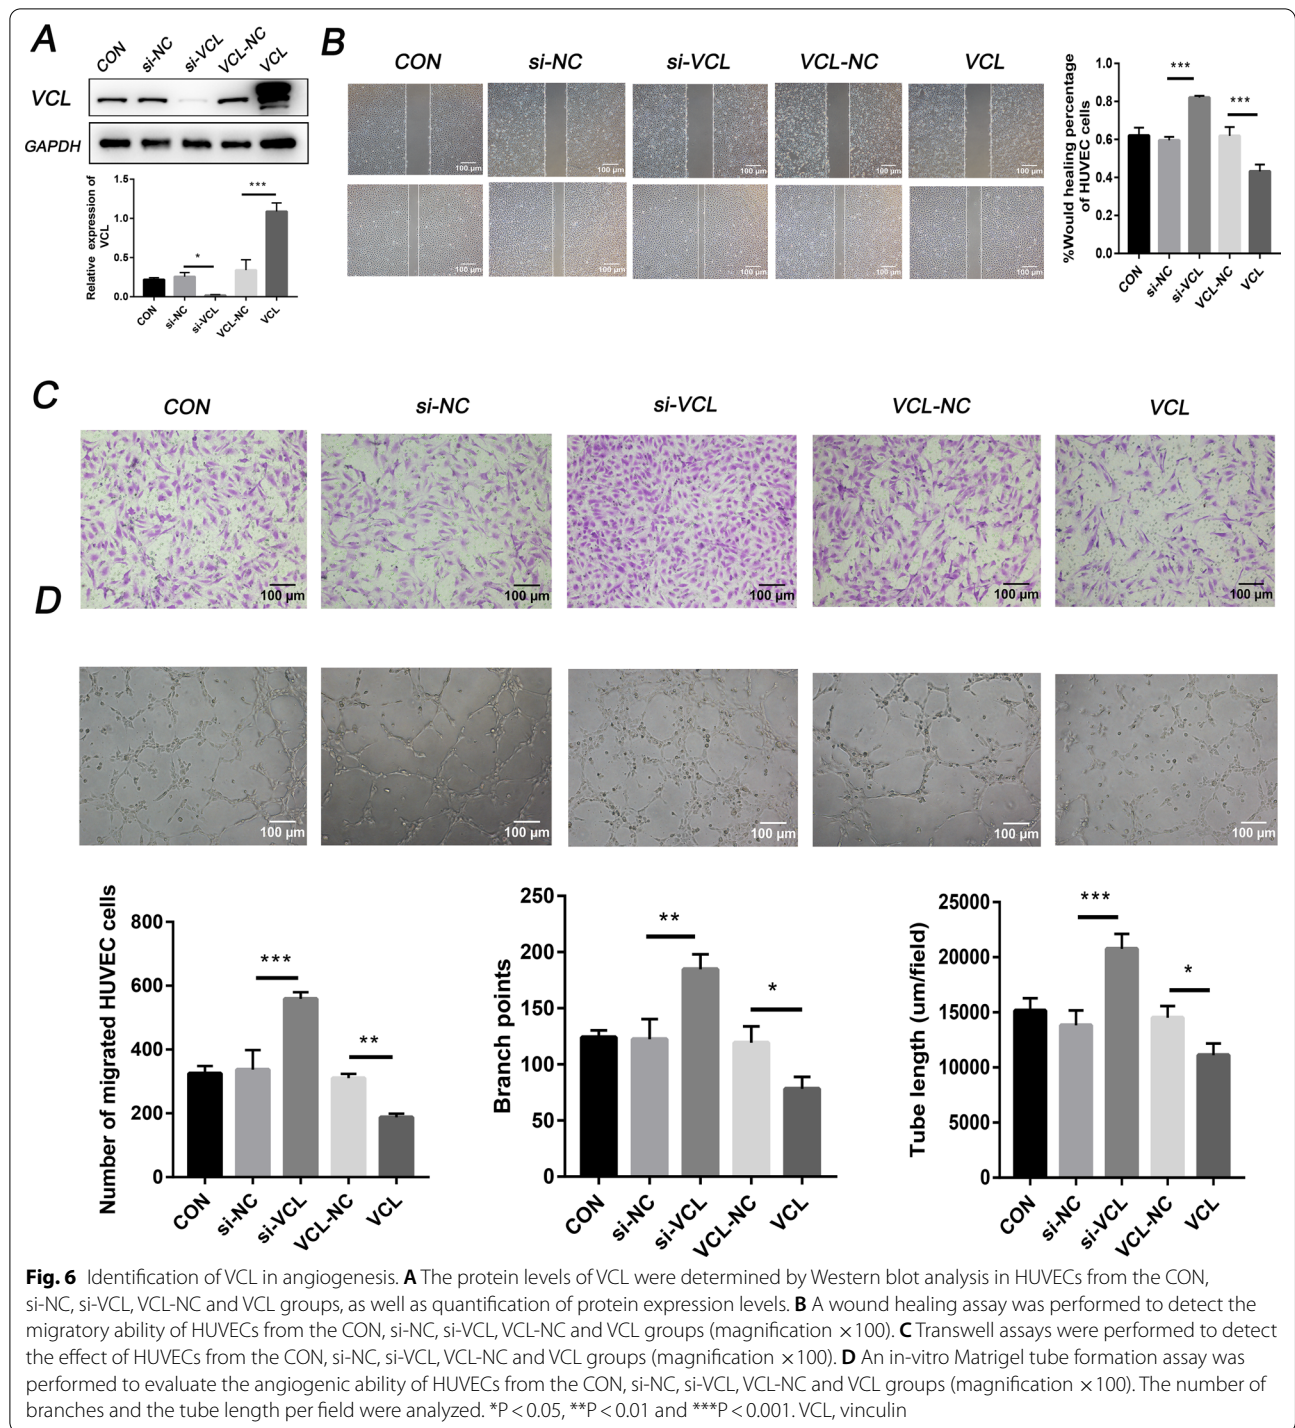 A
CON
si-NC
si-VCL
VCL-NC
VCL
VCL
GAPDH
Relative expression of
VCL
1.5
1.0
0.5
0.0
*
***
CON
si-NC
si-VCL
VCL-NC
VCL
B
CON
si-NC
si-VCL
VCL-NC
VCL
100 μm
100 μm
100 μm
100 μm
100 μm
100 μm
100 μm
100 μm
100 μm
100 μm
%Would healing percentage
of HUVEC cells
1.0
0.8
0.6
0.4
0.2
0.0
***
***
CON
si-NC
si-VCL
VCL-NC
VCL
C
CON
si-NC
si-VCL
VCL-NC
VCL
100 μm
100 μm
100 μm
100 μm
100 μm
D
100 μm
100 μm
100 μm
100 μm
100 μm
Number of migrated HUVEC cells
800
600
400
200
0
***
**
CON
si-NC
si-VCL
VCL-NC
VCL
Branch points
250
200
150
100
50
0
**
*
CON
si-NC
si-VCL
VCL-NC
VCL
Tube length (um/field)
25000
20000
15000
10000
5000
0
***
*
CON
si-NC
si-VCL
VCL-NC
VCL
Fig. 6 Identification of VCL in angiogenesis. A The protein levels of VCL were determined by Western blot analysis in HUVECs from the CON,
si-NC, si-VCL, VCL-NC and VCL groups, as well as quantification of protein expression levels. B A wound healing assay was performed to detect the
migratory ability of HUVECs from the CON, si-NC, si-VCL, VCL-NC and VCL groups (magnification ×100). C Transwell assays were performed to detect
the effect of HUVECs from the CON, si-NC, si-VCL, VCL-NC and VCL groups (magnification ×100). D An in-vitro Matrigel tube formation assay was
performed to evaluate the angiogenic ability of HUVECs from the CON, si-NC, si-VCL, VCL-NC and VCL groups (magnification ×100). The number of
branches and the tube length per field were analyzed. *P < 0.05, **P < 0.01 and ***P < 0.001. VCL, vinculin